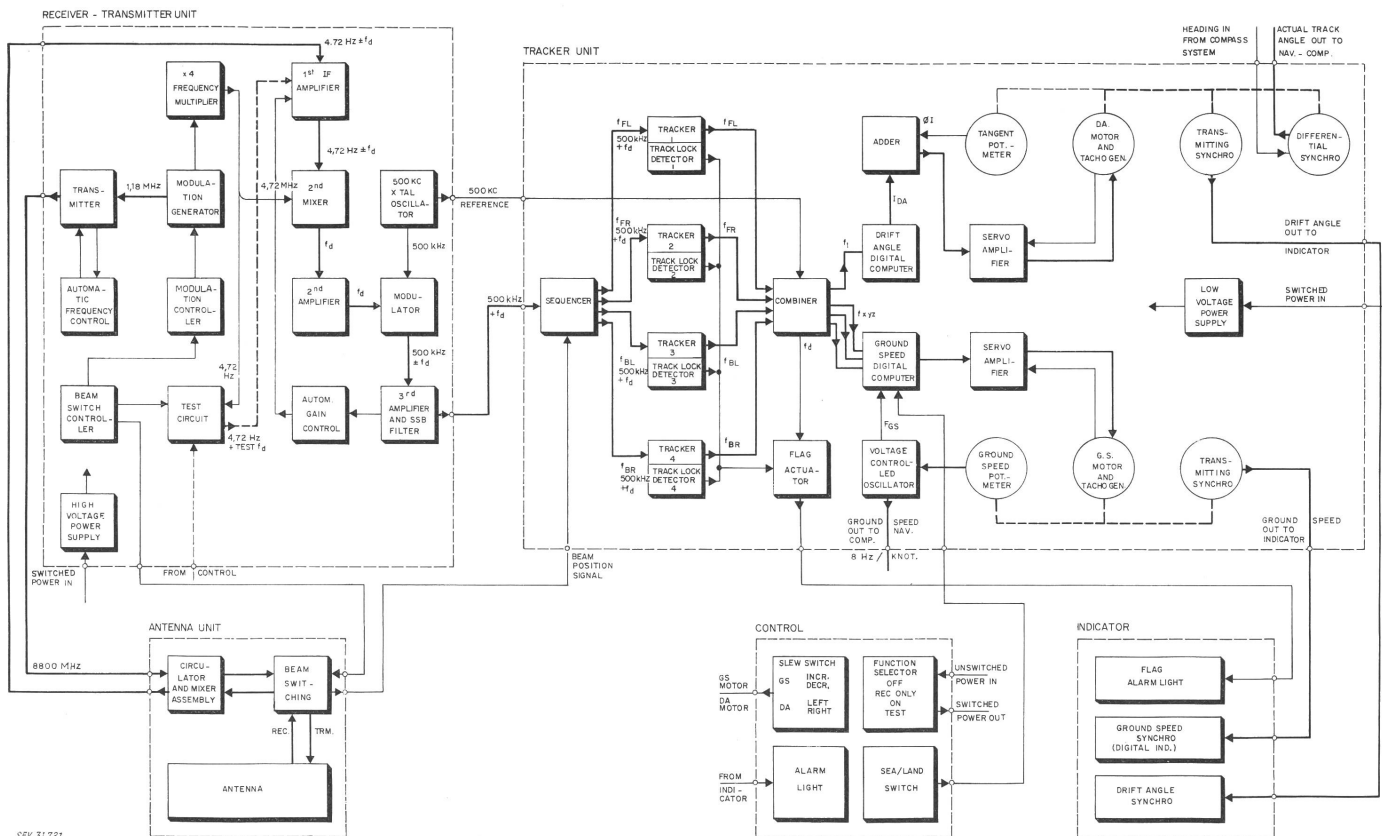 RECEIVER - TRANSMITTER UNIT
4.72 Hz ± fd
x 4
FREQUENCY
MULTIPLIER
1st IF
AMPLIFIER
4,72 Hz ± fd
TRANS-
MITTER
1,18 MHz
MODULATION
GENERATOR
4,72 MHz
2nd
MIXER
500 KC
X TAL
OSCILLA-
TOR
500 KC
REFERENCE
fd
500 kHz
AUTOMA-
TIC
FREQUENCY
CONTROL
MODULA-
TION
CONTROL-
LER
2nd
AMPLIFIER
fd
MODU-
LATOR
500 kHz
+ fd
500 kHz
± fd
4,72
Hz
BEAM
SWITCH
CONTROL-
LER
TEST
CIRCUIT
4,72 Hz
+ TEST fd
AUTOM.
GAIN
CONTROL
3rd
AMPLIFIER
AND SSB
FILTER
HIGH
VOLTAGE
POWER
SUPPLY
SWITCHED
POWER IN
FROM CONTROL
TRACKER UNIT
HEADING IN
FROM COMPASS
SYSTEM
ACTUAL TRACK
ANGLE OUT TO
NAV. - COMP.
SEQUENCER
fFL
500 kHz
+ fd
TRACKER
1
TRACK LOCK
DETECTOR
1
fFL
fFR
500 kHz
+ fd
TRACKER
2
TRACK LOCK
DETECTOR
2
fFR
fBL
500 kHz
+ fd
TRACKER
3
TRACK LOCK
DETECTOR
3
fBL
fBR
500 kHz
+ fd
TRACKER
4
TRACK LOCK
DETECTOR
4
fBR
COMBINER
fd
FLAG
ACTUA-
TOR
ADDER
ØI
IDA
f1
DRIFT
ANGLE
DIGITAL
COMPUTER
f xyz
GROUND
SPEED
DIGITAL
COMPUTER
FGS
VOLTAGE
CONTROL-
LED
OSCILLATOR
GROUND SPEED
OUT TO NAV.
COMP.
8 Hz / KNOT.
TANGENT
POT. -
METER
DA.
MOTOR
AND
TACHO GEN.
TRANS-
MITTING
SYNCHRO
DIFFEREN-
TIAL
SYNCHRO
SERVO
AMPLI-
FIER
DRIFT ANGLE
OUT TO
INDICATOR
LOW
VOLTAGE
POWER
SUPPLY
SWITCHED
POWER IN
SERVO
AMPLI-
FIER
GROUND
SPEED
POT. -
METER
G.S.
MOTOR
AND
TACHO GEN.
TRANS-
MITTING
SYNCHRO
GROUND SPEED
OUT TO
INDICATOR
BEAM
POSITION
SIGNAL
ANTENNA UNIT
8800 MHz
CIRCU-
LATOR
AND MIXER
ASSEMBLY
BEAM
SWIT-
CHING
REC.
TRM.
ANTENNA
CONTROL
GS
MOTOR
DA
MOTOR
SLEW SWITCH
GS INCR.
DECR,
DA LEFT
RIGHT
FUNCTION
SELECTOR
OFF
REC ONLY
ON
TEST
UNSWITCHED
POWER IN
SWITCHED
POWER OUT
FROM
INDI-
CATOR
ALARM
LIGHT
SEA/LAND
SWITCH
INDICATOR
FLAG
ALARM LIGHT
GROUND SPEED
SYNCHRO
(DIGITAL IND.)
DRIFT ANGLE
SYNCHRO